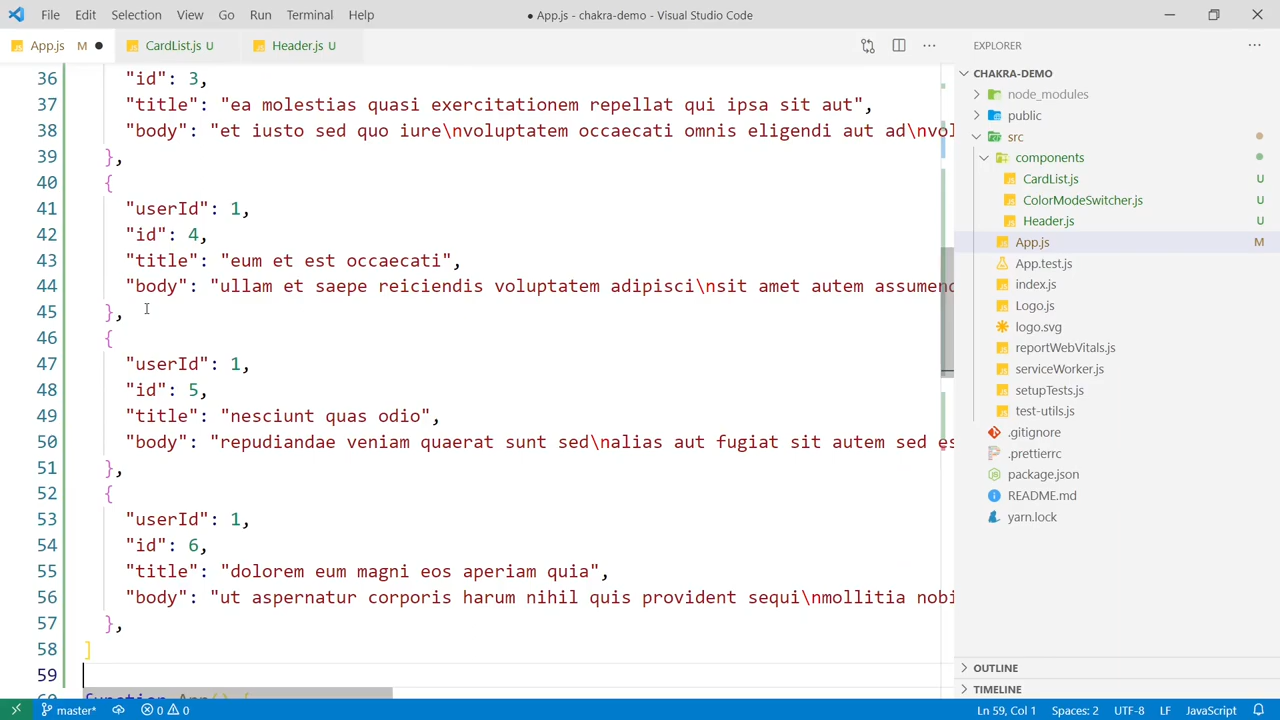 File Edit Selection View Go Run Terminal Help
● App.js - chakra-demo - Visual Studio Code
App.js M ● CardList.js U Header.js U
36 "id": 3,
37 "title": "ea molestias quasi exercitationem repellat qui ipsa sit aut",
38 "body": "et iusto sed quo iure\nvoluptatem occaecati omnis eligendi aut ad\nvol
39 },
40 {
41 "userId": 1,
42 "id": 4,
43 "title": "eum et est occaecati",
44 "body": "ullam et saepe reiciendis voluptatem adipisci\nsit amet autem assumend
45 },
46 {
47 "userId": 1,
48 "id": 5,
49 "title": "nesciunt quas odio",
50 "body": "repudiandae veniam quaerat sunt sed\nalias aut fugiat sit autem sed es
51 },
52 {
53 "userId": 1,
54 "id": 6,
55 "title": "dolorem eum magni eos aperiam quia",
56 "body": "ut aspernatur corporis harum nihil quis provident sequi\nmollitia nobi
57 },
58 ]
59
60 function App() {
EXPLORER
CHAKRA-DEMO
node_modules
public
src
components
CardList.js U
ColorModeSwitcher.js U
Header.js U
App.js M
App.test.js
index.js
Logo.js
logo.svg
reportWebVitals.js
serviceWorker.js
setupTests.js
test-utils.js
.gitignore
.prettierrc
package.json
README.md
yarn.lock
OUTLINE
TIMELINE
master* 0 0 Ln 59, Col 1 Spaces: 2 UTF-8 LF JavaScript